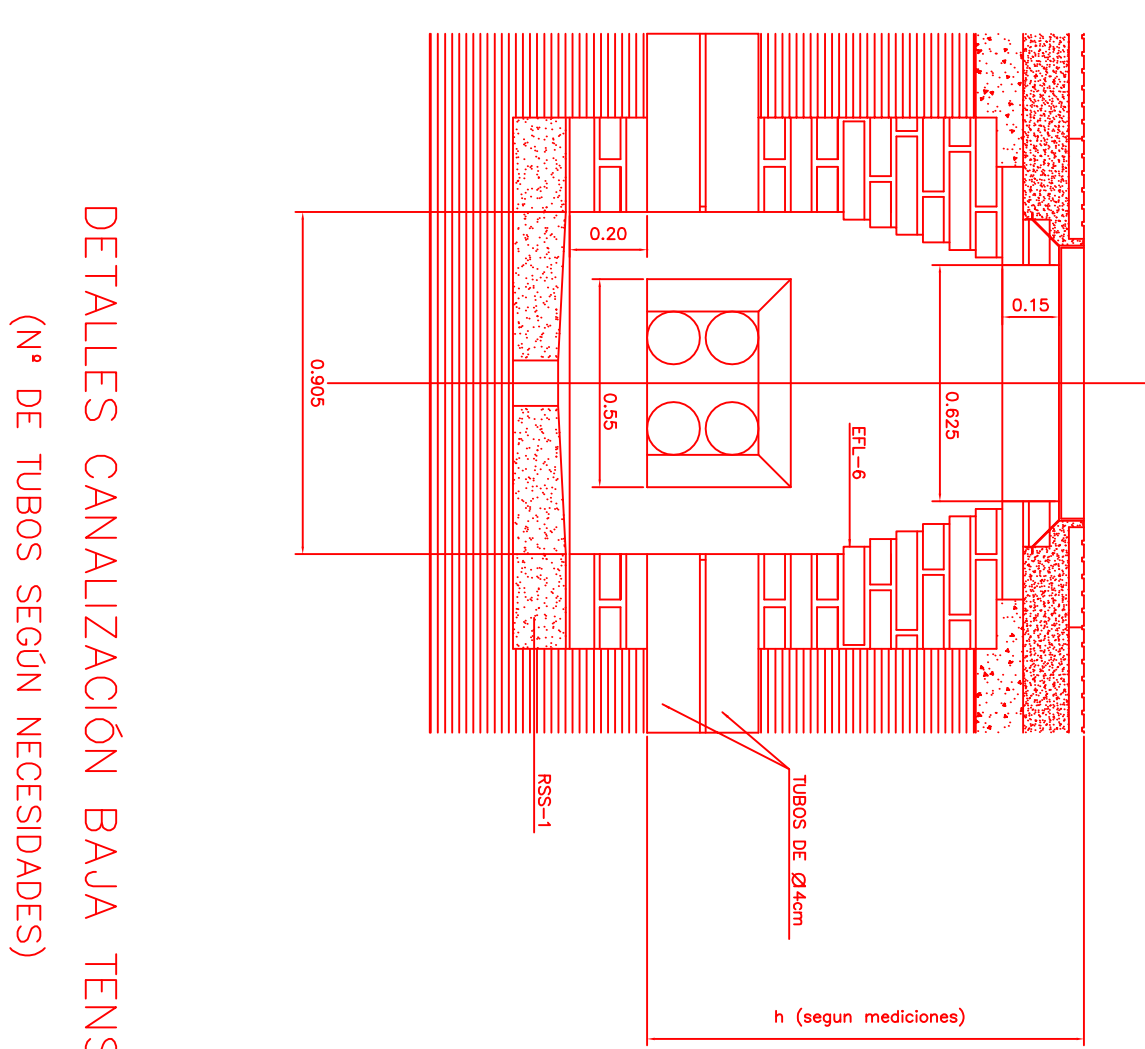 0.15
h (segun mediciones)
0.625
EFL-6
TUBOS DE Ø14cm
0.20
0.55
RSS-1
0.905
DETALLES CANALIZACIÓN BAJA TENS
(Nº DE TUBOS SEGÚN NECESIDADES)